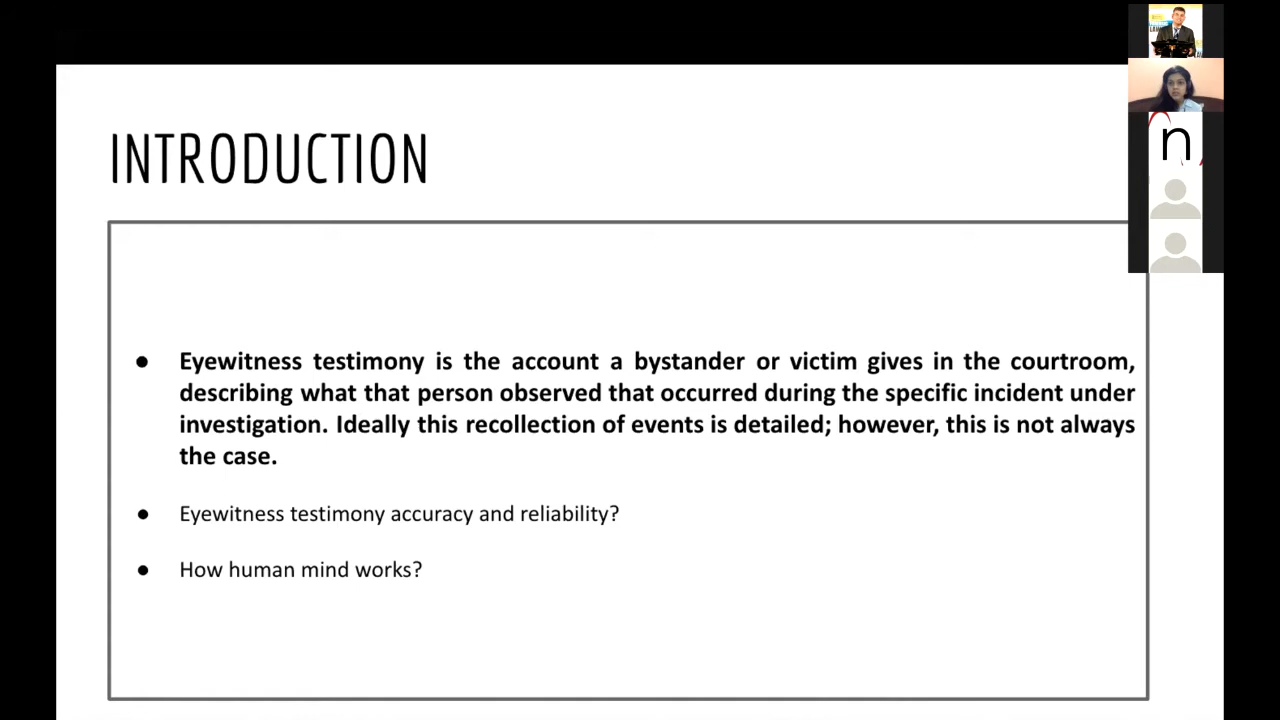 INTRODUCTION
n
● Eyewitness testimony is the account a bystander or victim gives in the courtroom,
describing what that person observed that occurred during the specific incident under
investigation. Ideally this recollection of events is detailed; however, this is not always
the case.
● Eyewitness testimony accuracy and reliability?
● How human mind works?